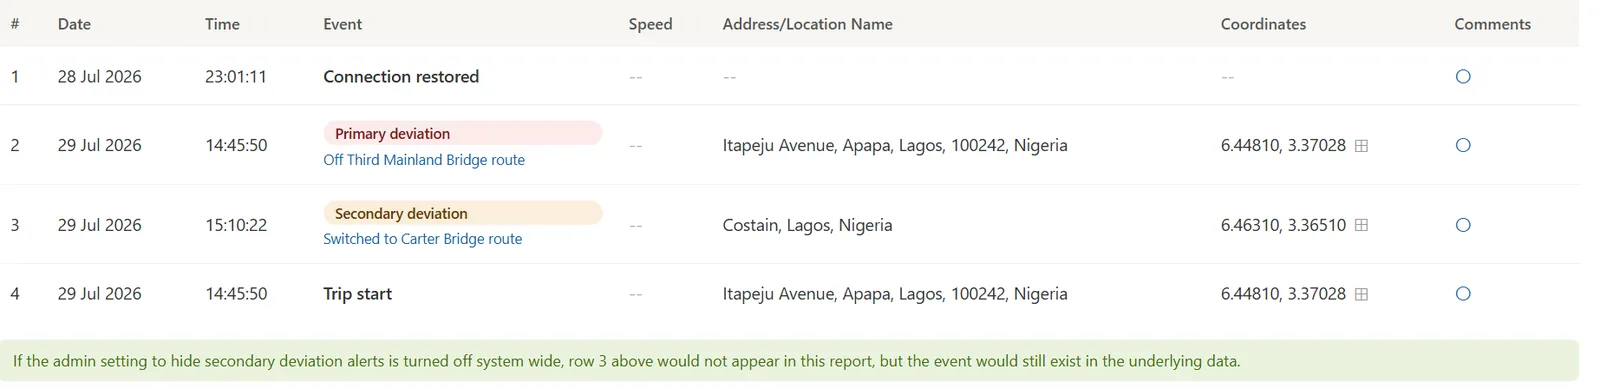 # Date Time Event Speed Address/Location Name Coordinates Comments
1 28 Jul 2026 23:01:11 Connection restored -- -- --
2 29 Jul 2026 14:45:50 Primary deviation -- Itapeju Avenue, Apapa, Lagos, 100242, Nigeria 6.44810, 3.37028
Off Third Mainland Bridge route
3 29 Jul 2026 15:10:22 Secondary deviation -- Costain, Lagos, Nigeria 6.46310, 3.36510
Switched to Carter Bridge route
4 29 Jul 2026 14:45:50 Trip start -- Itapeju Avenue, Apapa, Lagos, 100242, Nigeria 6.44810, 3.37028
If the admin setting to hide secondary deviation alerts is turned off system wide, row 3 above would not appear in this report, but the event would still exist in the underlying data.